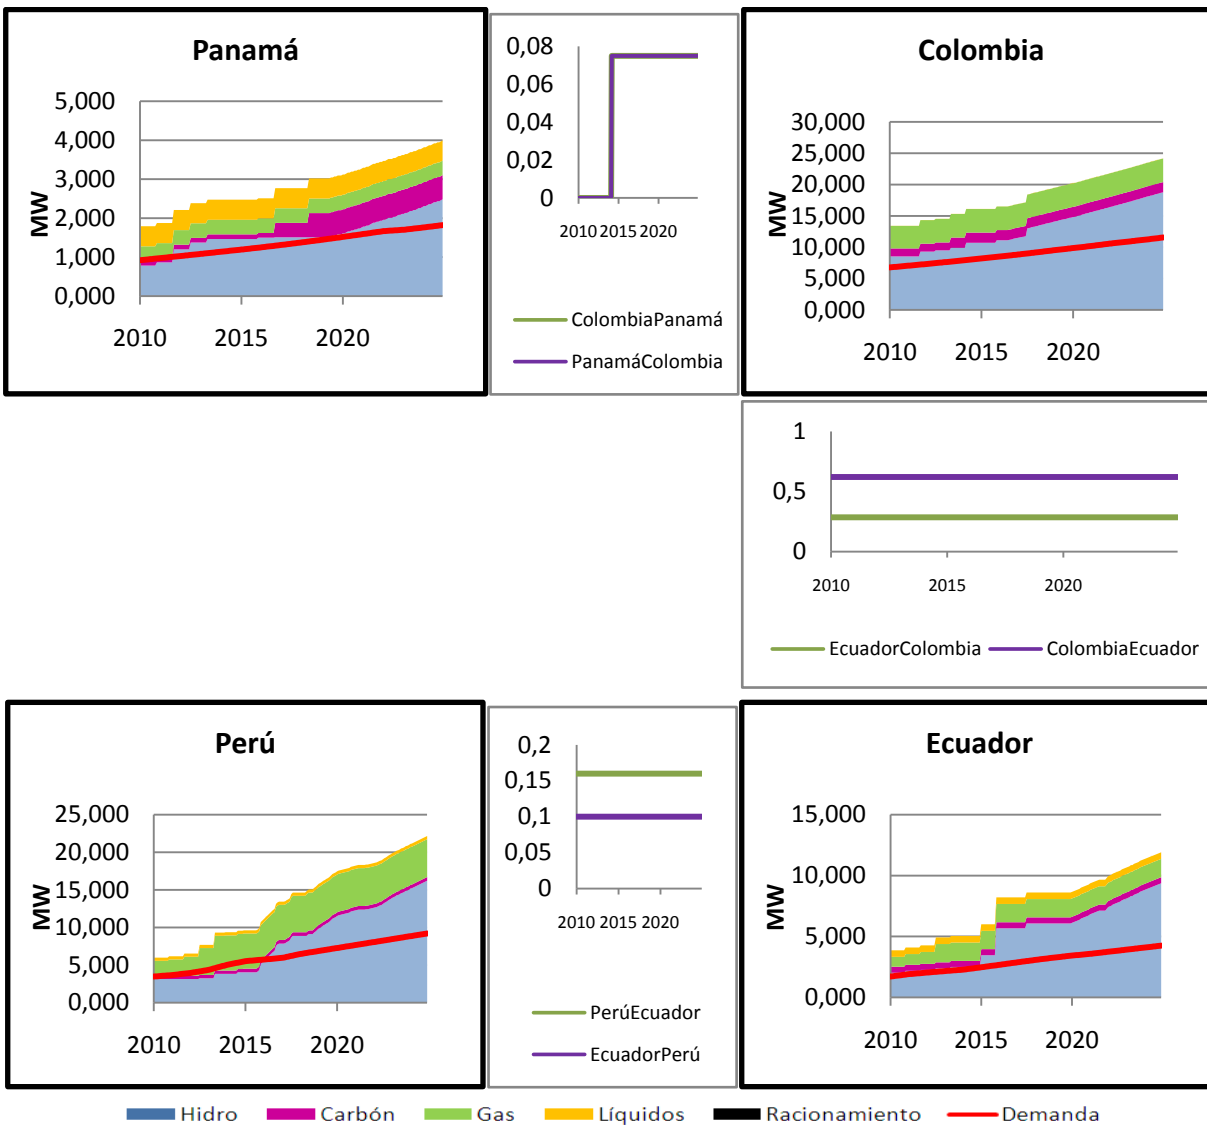 Panamá
MW
5,000
4,000
3,000
2,000
1,000
0,000
2010 2015 2020
0,08
0,06
0,04
0,02
0
2010 2015 2020
ColombiaPanamá
PanamáColombia
Colombia
MW
30,000
25,000
20,000
15,000
10,000
5,000
0,000
2010 2015 2020
1
0,5
0
2010 2015 2020
EcuadorColombia ColombiaEcuador
Perú
MW
25,000
20,000
15,000
10,000
5,000
0,000
2010 2015 2020
0,2
0,15
0,1
0,05
0
2010 2015 2020
PerúEcuador
EcuadorPerú
Ecuador
MW
15,000
10,000
5,000
0,000
2010 2015 2020
Hidro Carbón Gas Líquidos Racionamiento Demanda